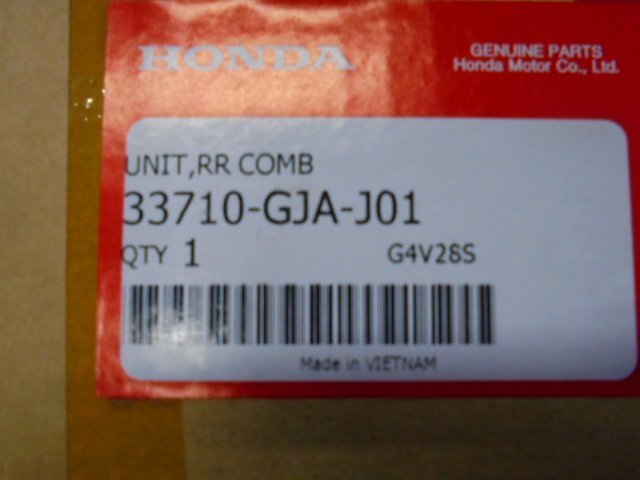 HONDA
GENUINE PARTS
Honda Motor Co., Ltd.
UNIT,RR COMB
33710-GJA-J01
QTY 1 G4V28S
Made in VIETNAM